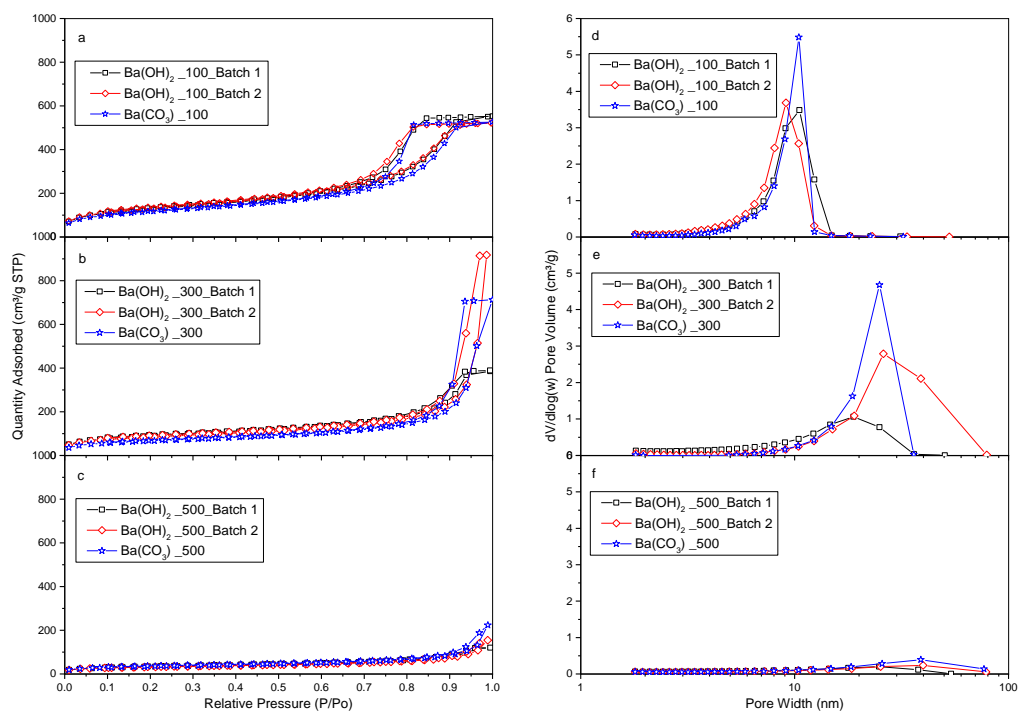 1000
800
600
400
200
1000
a
Ba(OH)₂ _100_Batch 1
Ba(OH)₂ _100_Batch 2
Ba(CO₃) _100
800
600
400
200
1000
b
Ba(OH)₂ _300_Batch 1
Ba(OH)₂ _300_Batch 2
Ba(CO₃) _300
800
600
400
200
0
c
Ba(OH)₂ _500_Batch 1
Ba(OH)₂ _500_Batch 2
Ba(CO₃) _500
0.0 0.1 0.2 0.3 0.4 0.5 0.6 0.7 0.8 0.9 1.0
Relative Pressure (P/Po)
Quantity Adsorbed (cm³/g STP)
6
5
4
3
2
1
0
d
Ba(OH)₂ _100_Batch 1
Ba(OH)₂ _100_Batch 2
Ba(CO₃) _100
5
4
3
2
1
e
Ba(OH)₂ _300_Batch 1
Ba(OH)₂ _300_Batch 2
Ba(CO₃) _300
5
4
3
2
1
0
f
Ba(OH)₂ _500_Batch 1
Ba(OH)₂ _500_Batch 2
Ba(CO₃) _500
1 10 100
Pore Width (nm)
dV/dlog(w) Pore Volume (cm³/g)